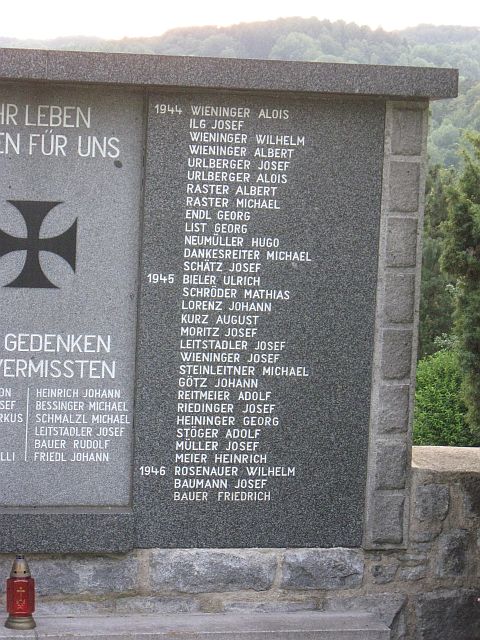 HR LEBEN
EN FÜR UNS
GEDENKEN
VERMISSTEN
HEINRICH JOHANN
BESSINGER MICHAEL
SCHMALZL MICHAEL
LEITSTADLER JOSEF
BAUER RUDOLF
FRIEDL JOHANN
1944 WIENINGER ALOIS
ILG JOSEF
WIENINGER WILHELM
WIENINGER ALBERT
URLBERGER JOSEF
URLBERGER ALOIS
RASTER ALBERT
RASTER MICHAEL
ENDL GEORG
LIST GEORG
NEUMÜLLER HUGO
DANKESREITER MICHAEL
SCHÄTZ JOSEF
1945 BIELER ULRICH
SCHRÖDER MATHIAS
LORENZ JOHANN
KURZ AUGUST
MORITZ JOSEF
LEITSTADLER JOSEF
WIENINGER JOSEF
STEINLEITNER MICHAEL
GÖTZ JOHANN
REITMEIER ADOLF
RIEDINGER JOSEF
HEININGER GEORG
STÖGER ADOLF
MÜLLER JOSEF
MEIER HEINRICH
1946 ROSENAUER WILHELM
BAUMANN JOSEF
BAUER FRIEDRICH